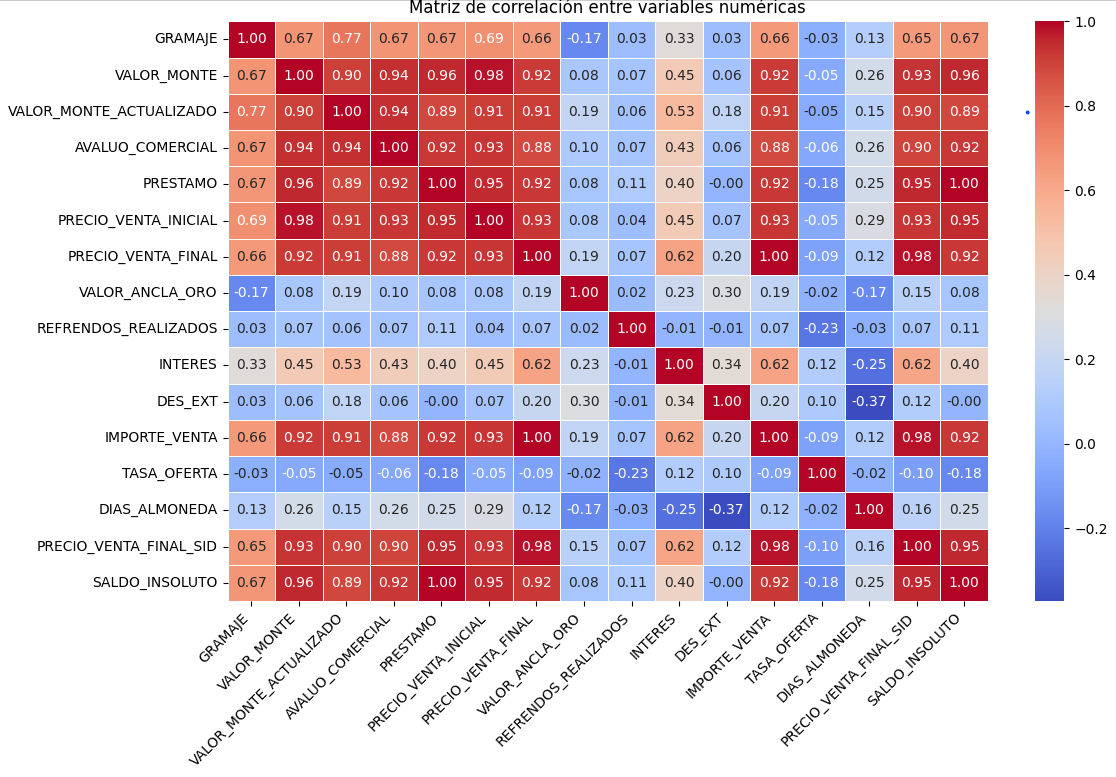 Matriz de correlación entre variables numéricas
GRAMAJE 1.00 0.67 0.77 0.67 0.67 0.69 0.66 -0.17 0.03 0.33 0.03 0.66 -0.03 0.13 0.65 0.67
VALOR_MONTE 0.67 1.00 0.90 0.94 0.96 0.98 0.92 0.08 0.07 0.45 0.06 0.92 -0.05 0.26 0.93 0.96
VALOR_MONTE_ACTUALIZADO 0.77 0.90 1.00 0.94 0.89 0.91 0.91 0.19 0.06 0.53 0.18 0.91 -0.05 0.15 0.90 0.89
AVALUO_COMERCIAL 0.67 0.94 0.94 1.00 0.92 0.93 0.88 0.10 0.07 0.43 0.06 0.88 -0.06 0.26 0.90 0.92
PRESTAMO 0.67 0.96 0.89 0.92 1.00 0.95 0.92 0.08 0.11 0.40 -0.00 0.92 -0.18 0.25 0.95 1.00
PRECIO_VENTA_INICIAL 0.69 0.98 0.91 0.93 0.95 1.00 0.93 0.08 0.04 0.45 0.07 0.93 -0.05 0.29 0.93 0.95
PRECIO_VENTA_FINAL 0.66 0.92 0.91 0.88 0.92 0.93 1.00 0.19 0.07 0.62 0.20 1.00 -0.09 0.12 0.98 0.92
VALOR_ANCLA_ORO -0.17 0.08 0.19 0.10 0.08 0.08 0.19 1.00 0.02 0.23 0.30 0.19 -0.02 -0.17 0.15 0.08
REFRENDOS_REALIZADOS 0.03 0.07 0.06 0.07 0.11 0.04 0.07 0.02 1.00 -0.01 -0.01 0.07 -0.23 -0.03 0.07 0.11
INTERES 0.33 0.45 0.53 0.43 0.40 0.45 0.62 0.23 -0.01 1.00 0.34 0.62 0.12 -0.25 0.62 0.40
DES_EXT 0.03 0.06 0.18 0.06 -0.00 0.07 0.20 0.30 -0.01 0.34 1.00 0.20 0.10 -0.37 0.12 -0.00
IMPORTE_VENTA 0.66 0.92 0.91 0.88 0.92 0.93 1.00 0.19 0.07 0.62 0.20 1.00 -0.09 0.12 0.98 0.92
TASA_OFERTA -0.03 -0.05 -0.05 -0.06 -0.18 -0.05 -0.09 -0.02 -0.23 0.12 0.10 -0.09 1.00 -0.02 -0.10 -0.18
DIAS_ALMONEDA 0.13 0.26 0.15 0.26 0.25 0.29 0.12 -0.17 -0.03 -0.25 -0.37 0.12 -0.02 1.00 0.16 0.25
PRECIO_VENTA_FINAL_SID 0.65 0.93 0.90 0.90 0.95 0.93 0.98 0.15 0.07 0.62 0.12 0.98 -0.10 0.16 1.00 0.95
SALDO_INSOLUTO 0.67 0.96 0.89 0.92 1.00 0.95 0.92 0.08 0.11 0.40 -0.00 0.92 -0.18 0.25 0.95 1.00
GRAMAJE
VALOR_MONTE
VALOR_MONTE_ACTUALIZADO
AVALUO_COMERCIAL
PRESTAMO
PRECIO_VENTA_INICIAL
PRECIO_VENTA_FINAL
VALOR_ANCLA_ORO
REFRENDOS_REALIZADOS
INTERES
DES_EXT
IMPORTE_VENTA
TASA_OFERTA
DIAS_ALMONEDA
PRECIO_VENTA_FINAL_SID
SALDO_INSOLUTO
1.0
0.8
0.6
0.4
0.2
0.0
−0.2